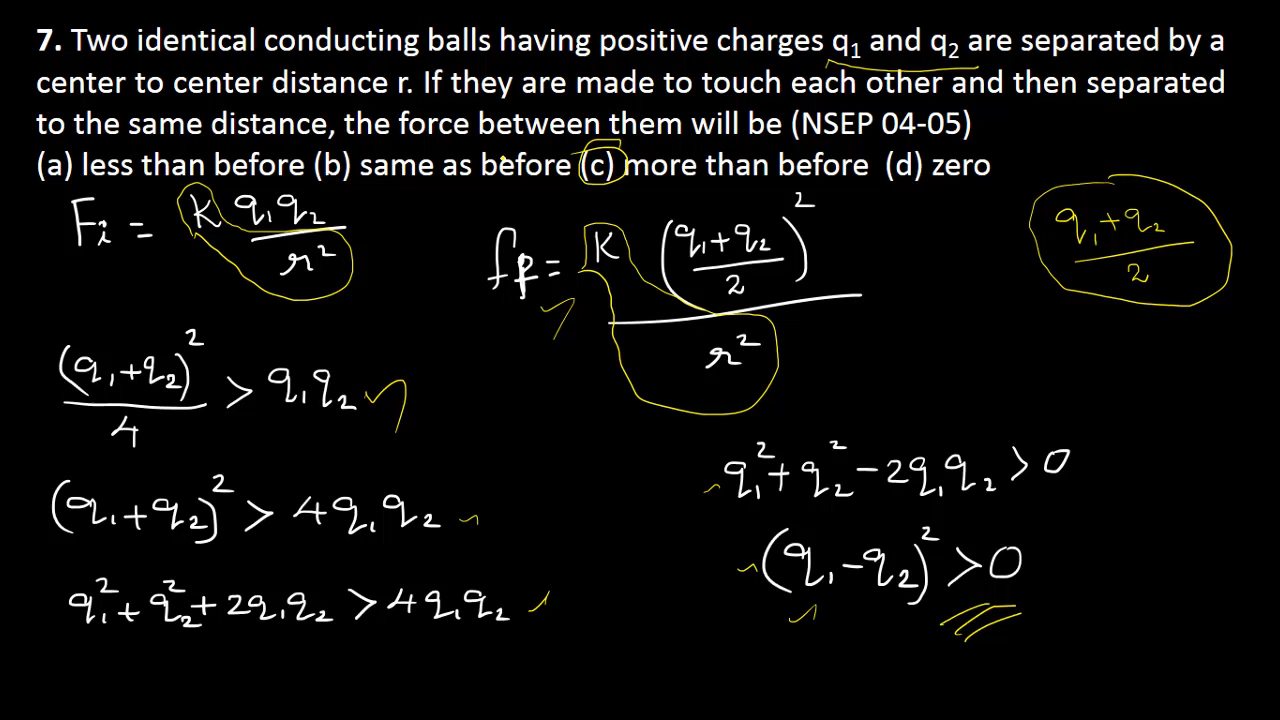 7. Two identical conducting balls having positive charges q₁ and q₂ are separated by a
center to center distance r. If they are made to touch each other and then separated
to the same distance, the force between them will be (NSEP 04-05)
(a) less than before (b) same as before (c) more than before (d) zero
Fi = K q₁q₂ / r²
fF = K ((q₁+q₂)/2)² / r²
(q₁+q₂)/2
(q₁+q₂)²/4 > q₁q₂
(q₁+q₂)² > 4q₁q₂
q₁²+q₂²+2q₁q₂ > 4q₁q₂
q₁²+q₂²-2q₁q₂ > 0
(q₁-q₂)² > 0